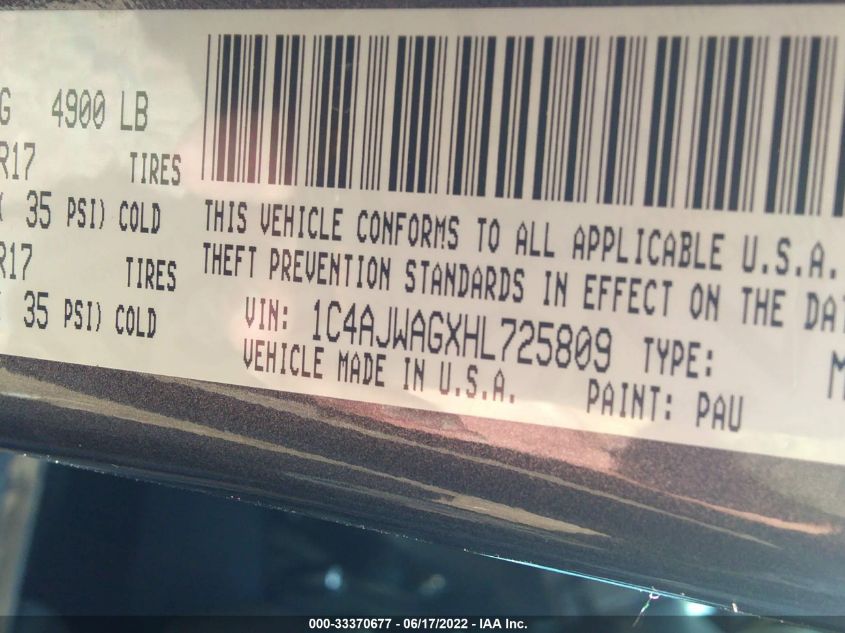 G 4900 LB
R17 TIRES
35 PSI) COLD
R17 TIRES
35 PSI) COLD
THIS VEHICLE CONFORMS TO ALL APPLICABLE U.S.A.
THEFT PREVENTION STANDARDS IN EFFECT ON THE DAT
VIN: 1C4AJWAGXHL725809 TYPE: M
VEHICLE MADE IN U.S.A. PAINT: PAU
000-33370677 - 06/17/2022 - IAA Inc.